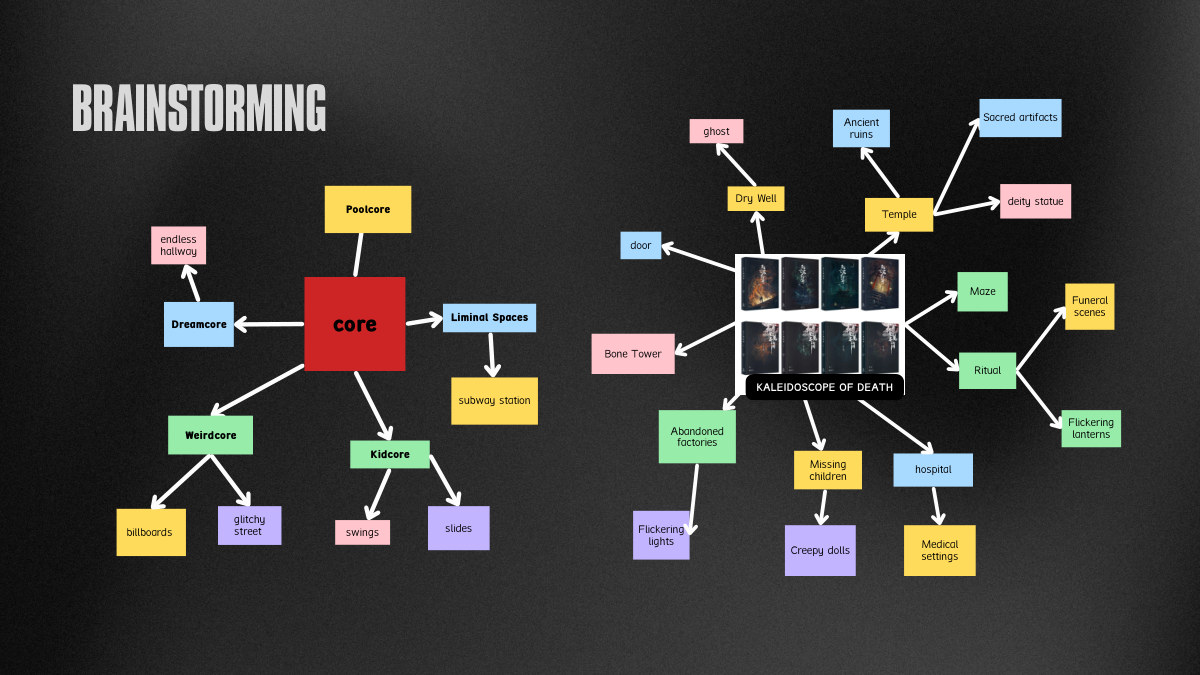 BRAINSTORMING
Poolcore
endless
hallway
Dreamcore
core
Liminal Spaces
subway station
Weirdcore
Kidcore
billboards
glitchy
street
swings
slides
ghost
Ancient
ruins
Sacred artifacts
Dry Well
Temple
deity statue
door
Maze
Funeral
scenes
Bone Tower
Ritual
KALEIDOSCOPE OF DEATH
Abandoned
factories
Flickering
lanterns
Missing
children
hospital
Flickering
lights
Creepy dolls
Medical
settings